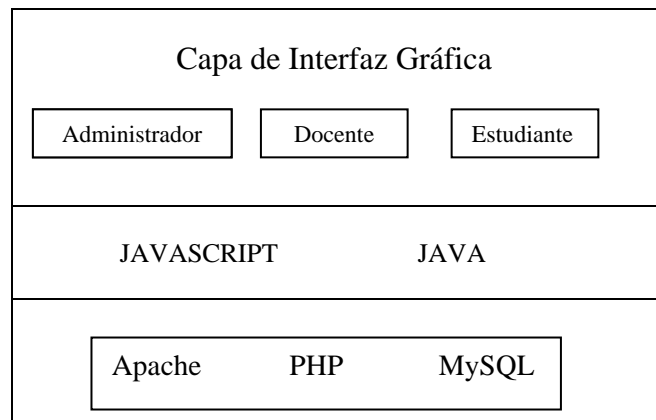 Capa de Interfaz Gráfica
Administrador Docente Estudiante
JAVASCRIPT JAVA
Apache PHP MySQL